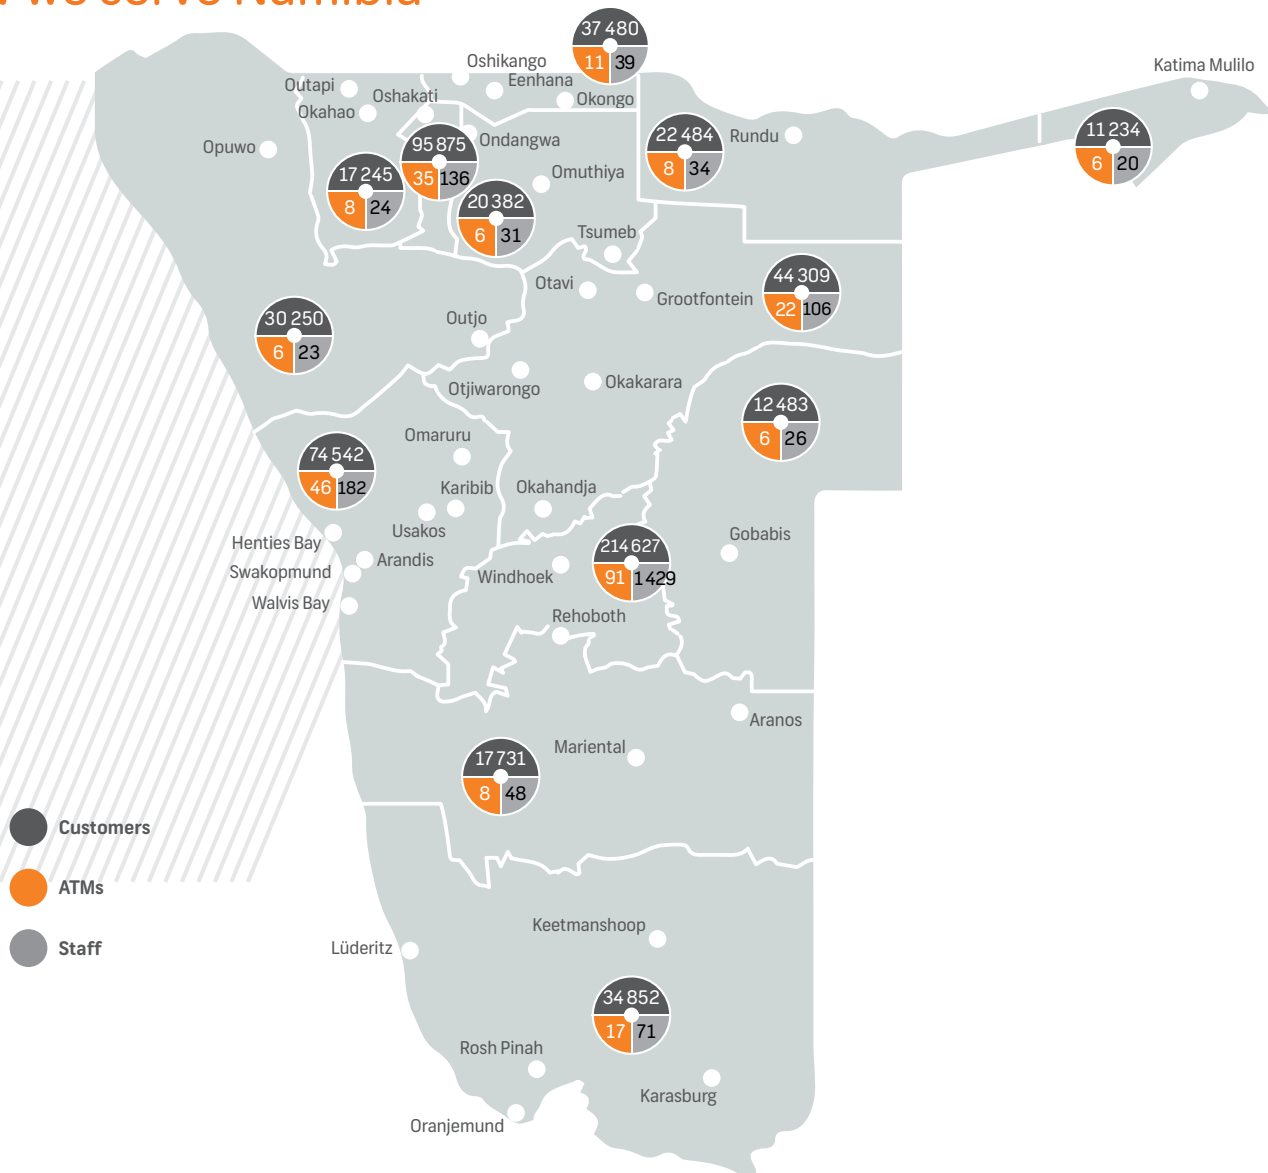 we serve Namibia
37 480
11 39
Oshikango
Katima Mulilo
Outapi
Eenhana
Oshakati
Okongo
Okahao
11 234
6 20
22 484
8 34
Rundu
Ondangwa
95 875
35 136
Opuwo
17 245
8 24
Omuthiya
20 382
6 31
Tsumeb
44 309
22 106
Otavi
Grootfontein
30 250
6 23
Outjo
Otjiwarongo
Okakarara
12 483
6 26
Omaruru
74 542
46 182
Karibib
Okahandja
Usakos
Henties Bay
Gobabis
214 627
91 1 429
Arandis
Swakopmund
Windhoek
Walvis Bay
Rehoboth
Aranos
Mariental
17 731
8 48
Customers
ATMs
Staff
Keetmanshoop
Lüderitz
34 852
17 71
Rosh Pinah
Karasburg
Oranjemund